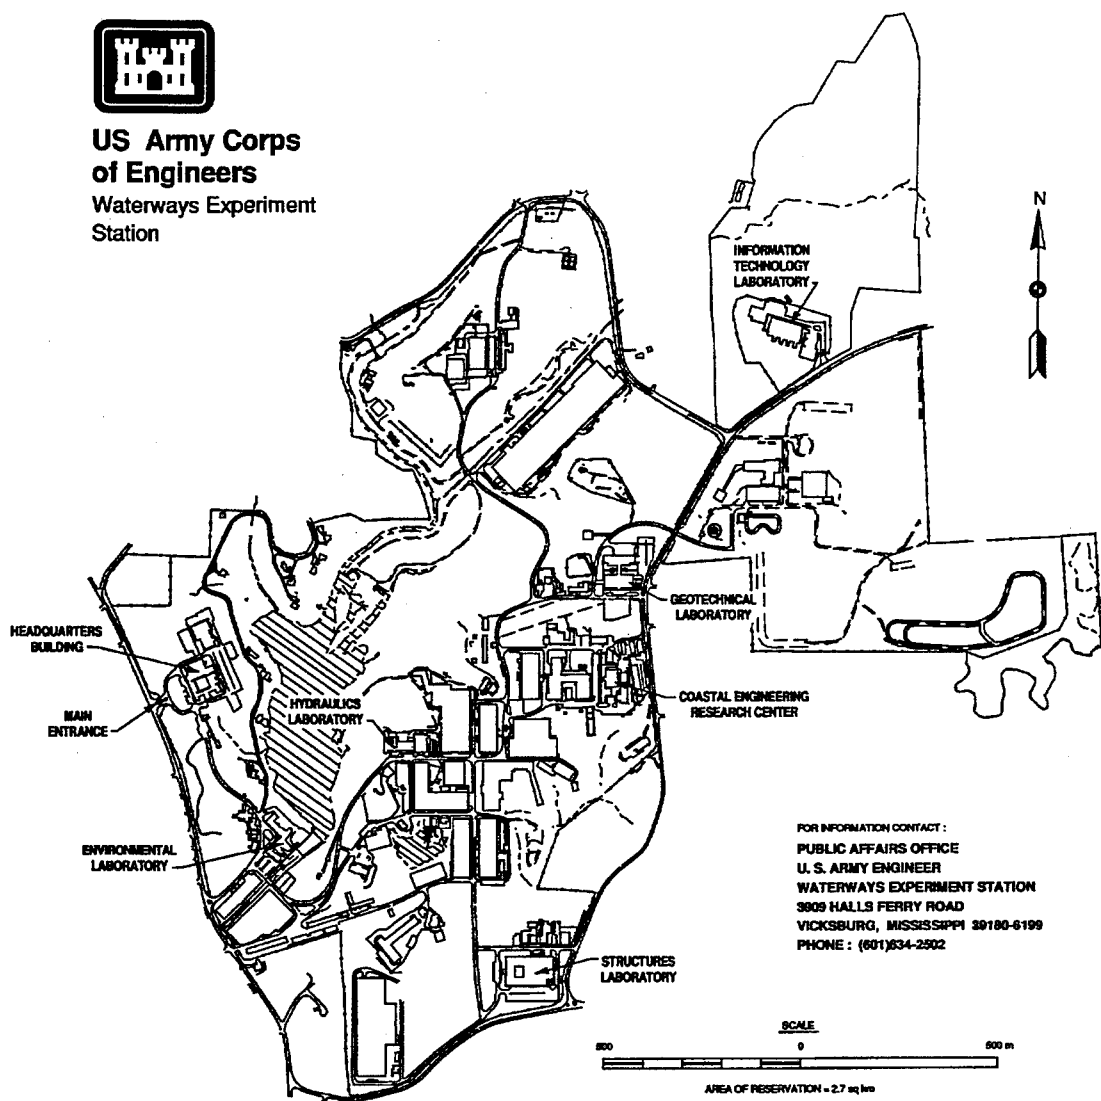 US Army Corps
of Engineers
Waterways Experiment
Station
N
INFORMATION
TECHNOLOGY
LABORATORY
GEOTECHNICAL
LABORATORY
HEADQUARTERS
BUILDING
MAIN
ENTRANCE
HYDRAULICS
LABORATORY
COASTAL ENGINEERING
RESEARCH CENTER
ENVIRONMENTAL
LABORATORY
FOR INFORMATION CONTACT :
PUBLIC AFFAIRS OFFICE
U. S. ARMY ENGINEER
WATERWAYS EXPERIMENT STATION
3909 HALLS FERRY ROAD
VICKSBURG, MISSISSIPPI 39180-6199
PHONE : (601)634-2502
STRUCTURES
LABORATORY
SCALE
500 0 500 m
AREA OF RESERVATION = 2.7 sq km